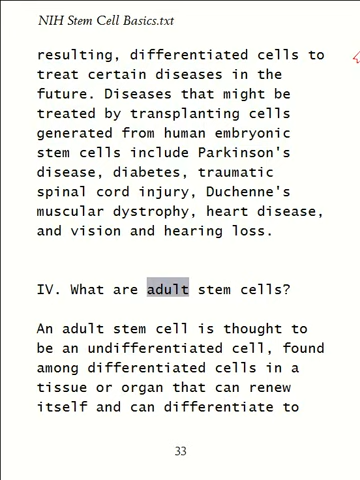 NIH Stem Cell Basics.txt
resulting, differentiated cells to
treat certain diseases in the
future. Diseases that might be
treated by transplanting cells
generated from human embryonic
stem cells include Parkinson's
disease, diabetes, traumatic
spinal cord injury, Duchenne's
muscular dystrophy, heart disease,
and vision and hearing loss.
IV. What are adult stem cells?
An adult stem cell is thought to
be an undifferentiated cell, found
among differentiated cells in a
tissue or organ that can renew
itself and can differentiate to
33